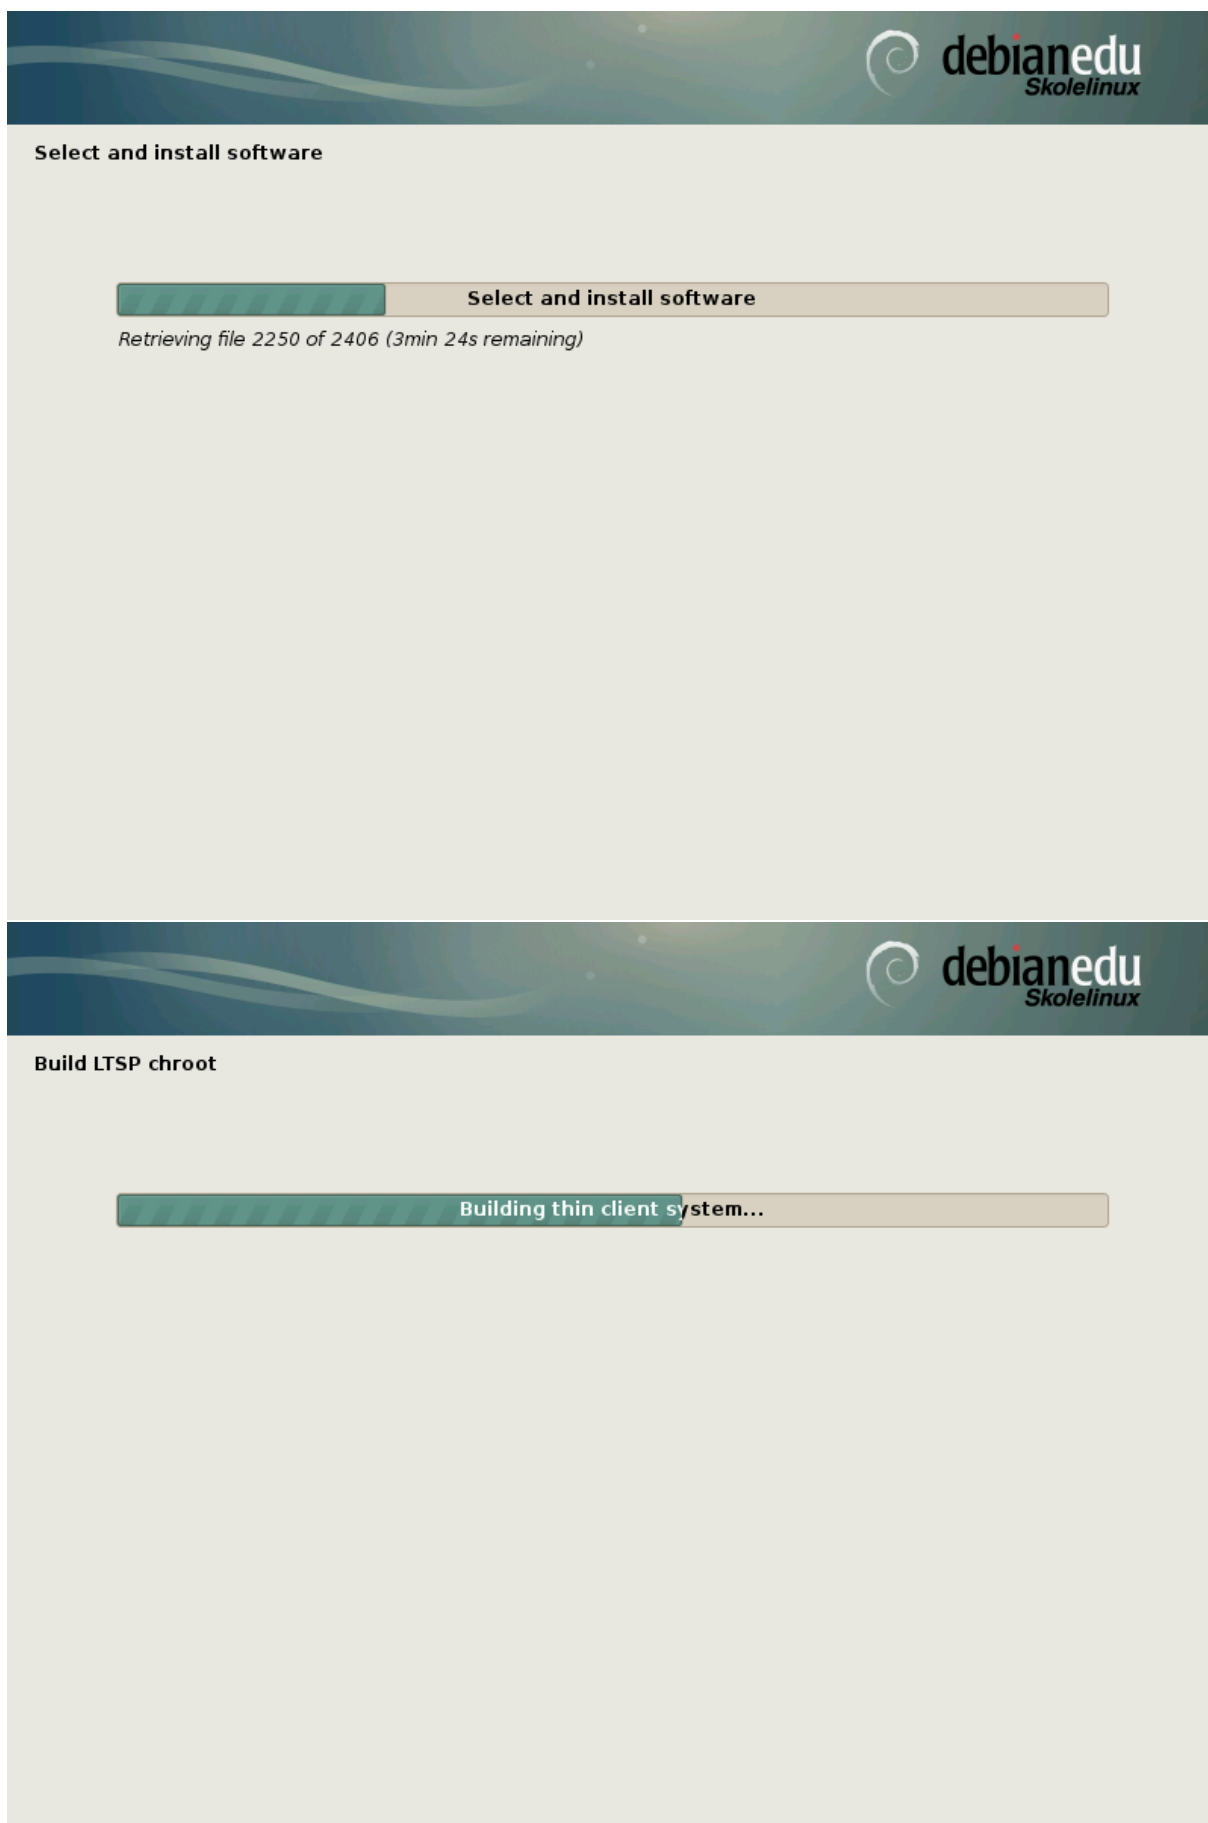 debianedu
Skolelinux
Select and install software
Select and install software
Retrieving file 2250 of 2406 (3min 24s remaining)
debianedu
Skolelinux
Build LTSP chroot
Building thin client system...